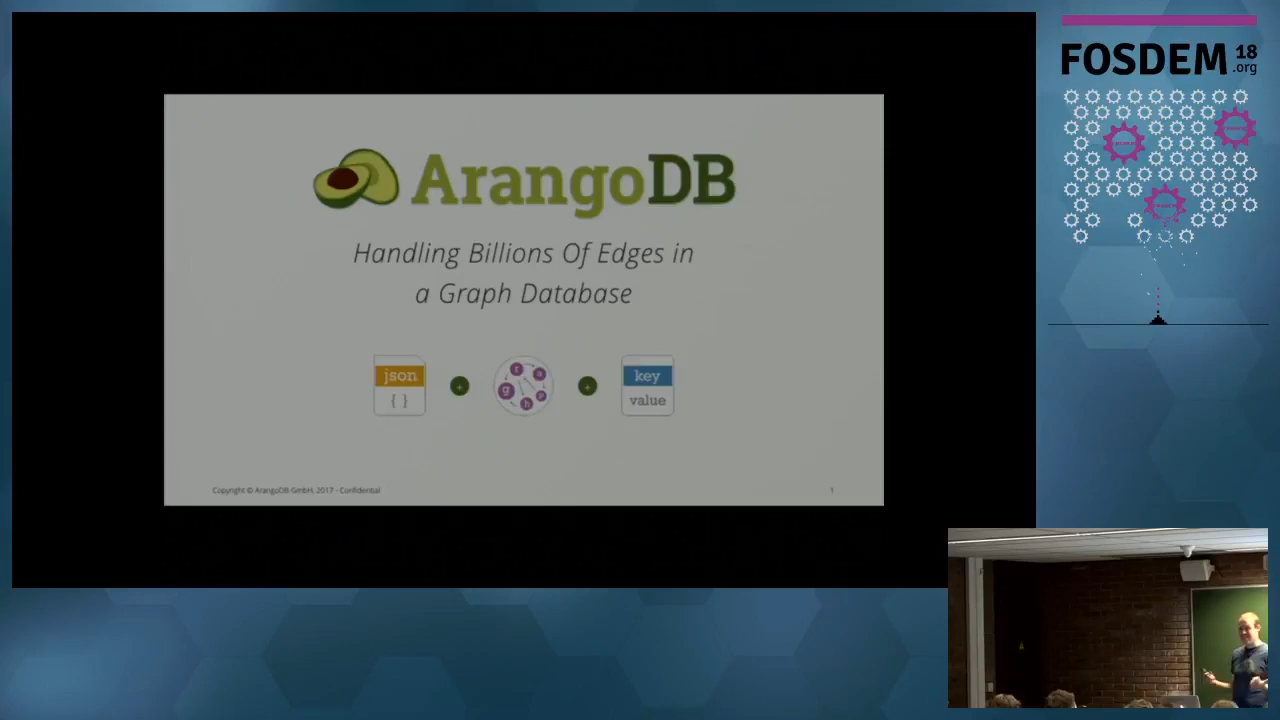 ArangoDB
Handling Billions Of Edges in
a Graph Database
json
{ }
+
g r a p h
+
key
value
Copyright © ArangoDB GmbH, 2017 - Confidential
1
FOSDEM 18
.org